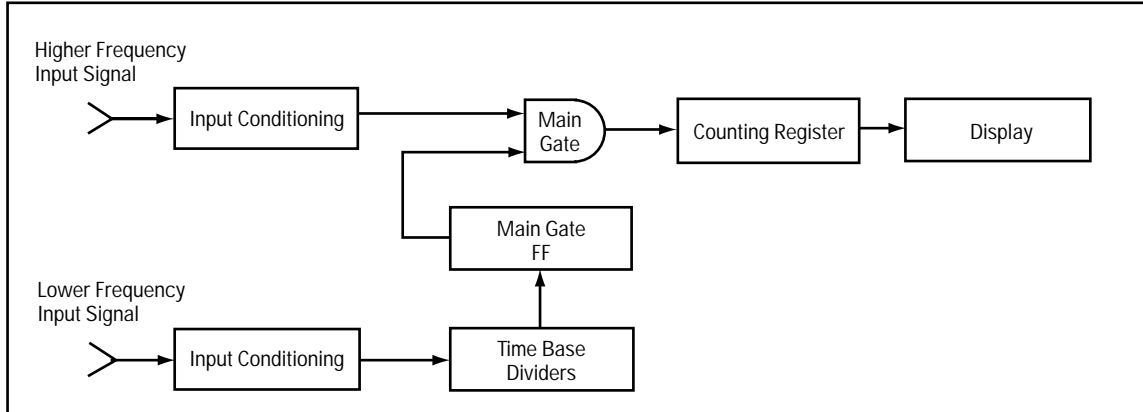 Higher Frequency
Input Signal
Input Conditioning
Main
Gate
Counting Register
Display
Main Gate
FF
Lower Frequency
Input Signal
Input Conditioning
Time Base
Dividers